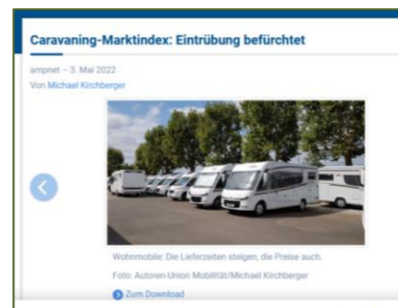 Caravaning-Marktindex: Eintrübung befürchtet
ampnet – 3. Mai 2022
Von Michael Kirchberger
Wohnmobile: Die Lieferzeiten steigen, die Preise auch.
Foto: Autoren-Union Mobilität/Michael Kirchberger
Zum Download